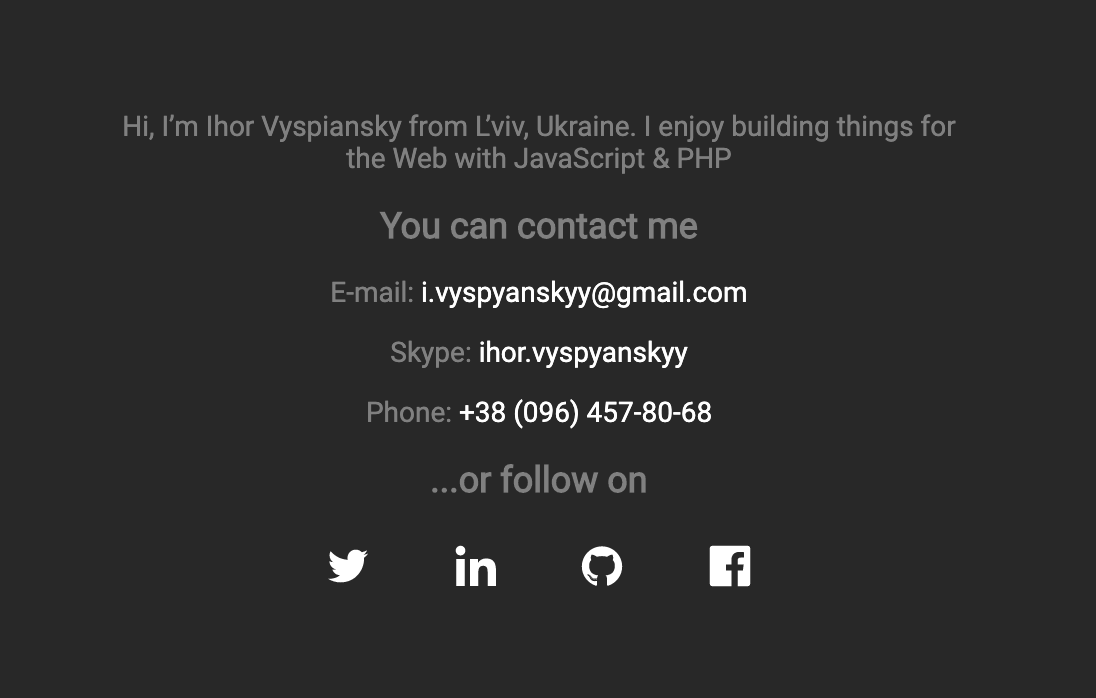 Hi, I’m Ihor Vyspiansky from L’viv, Ukraine. I enjoy building things for
the Web with JavaScript & PHP
You can contact me
E-mail: i.vyspyanskyy@gmail.com
Skype: ihor.vyspyanskyy
Phone: +38 (096) 457-80-68
...or follow on